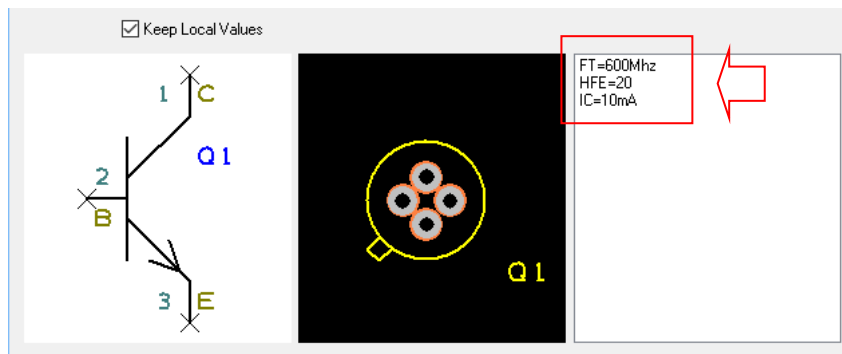 Keep Local Values
1
C
Q1
2
B
3
E
Q1
FT=600Mhz
HFE=20
IC=10mA